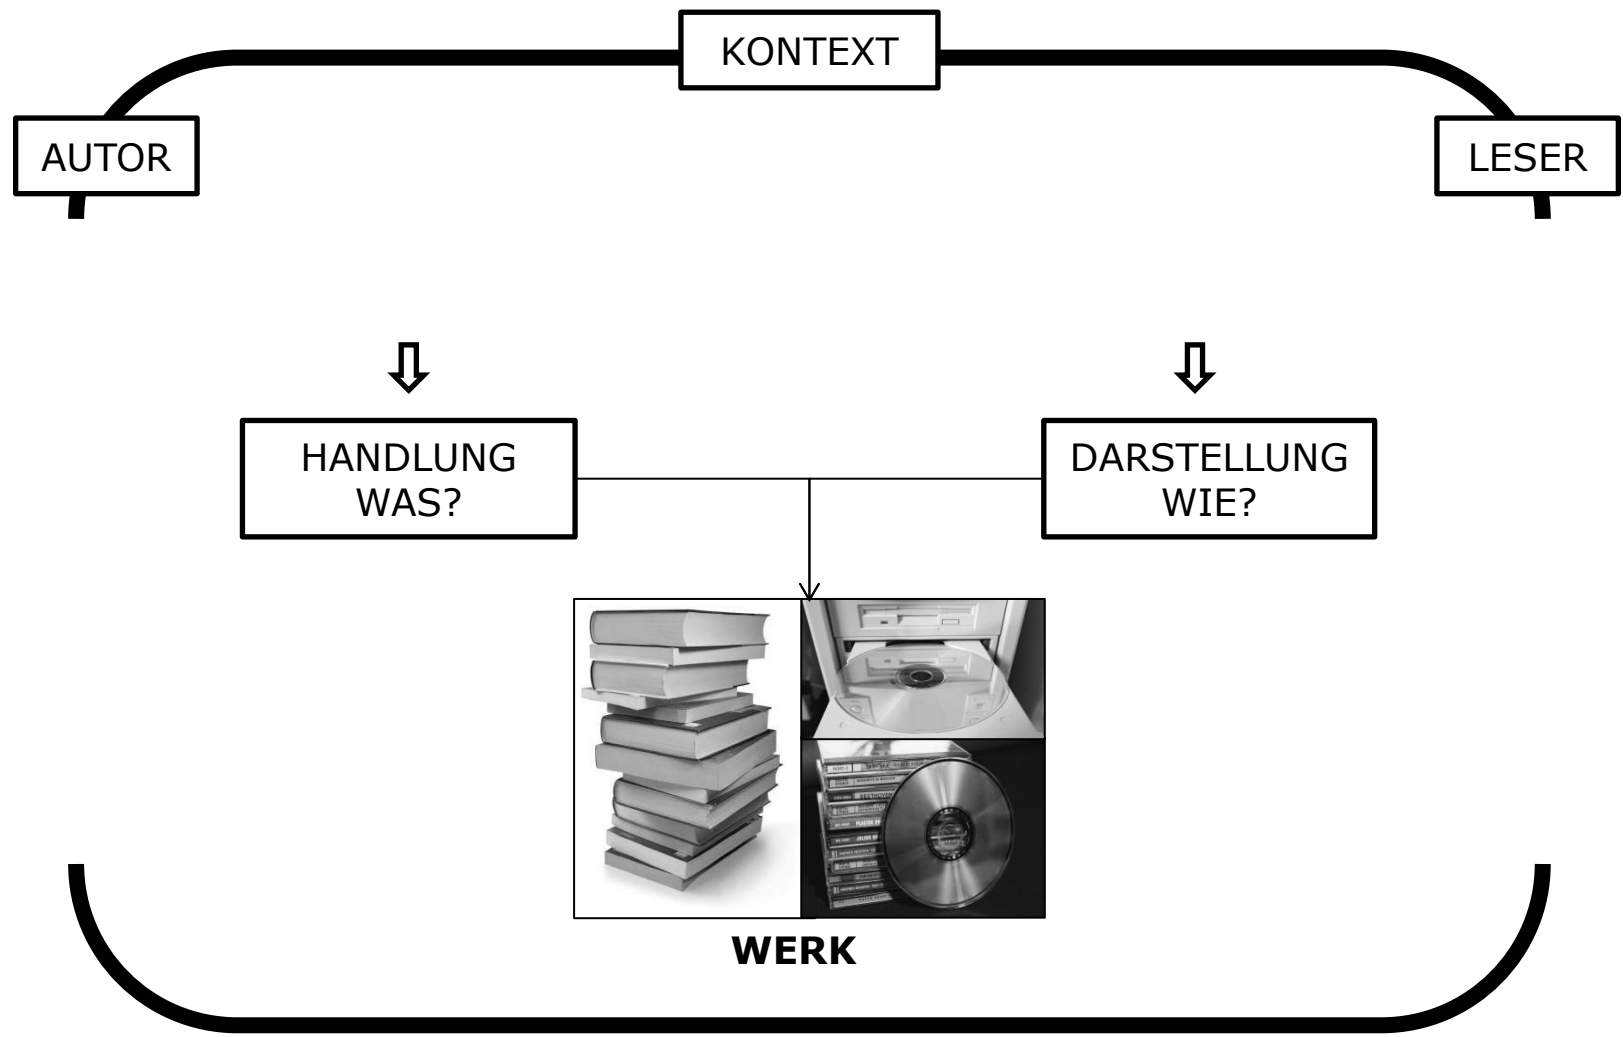 KONTEXT
AUTOR
LESER
HANDLUNG
WAS?
DARSTELLUNG
WIE?
WERK